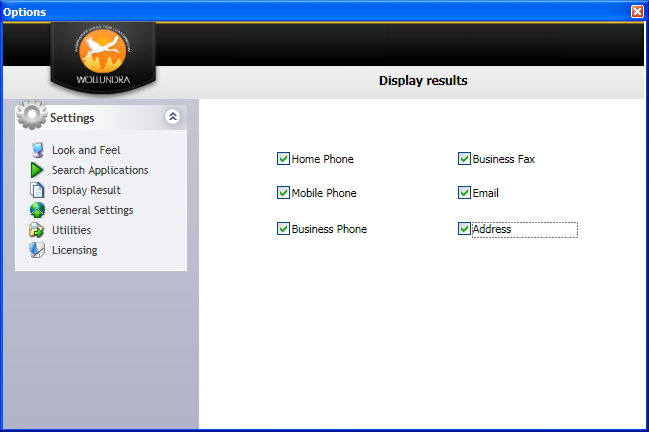 Options
WOLLUNDRA
Display results
Settings
Look and Feel
Search Applications
Display Result
General Settings
Utilities
Licensing
Home Phone
Business Fax
Mobile Phone
Email
Business Phone
Address